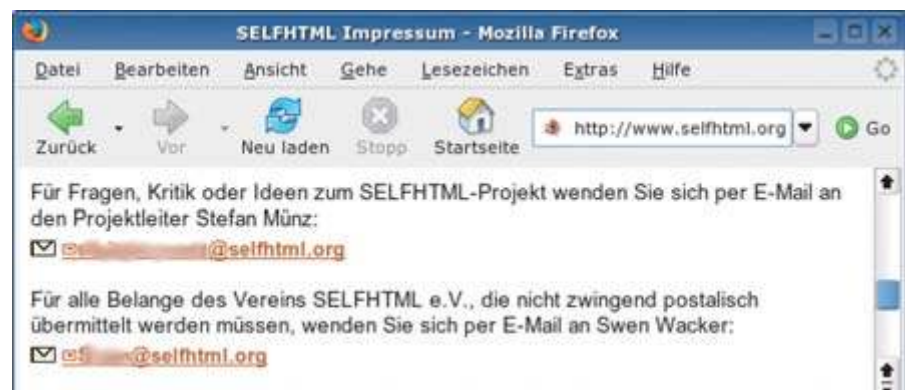 SELFHTML Impressum - Mozilla Firefox
Datei Bearbeiten Ansicht Gehe Lesezeichen Extras Hilfe
http://www.selfhtml.org Go
Zurück Vor Neu laden Stopp Startseite
Für Fragen, Kritik oder Ideen zum SELFHTML-Projekt wenden Sie sich per E-Mail an
den Projektleiter Stefan Münz:
@selfhtml.org
Für alle Belange des Vereins SELFHTML e.V., die nicht zwingend postalisch
übermittelt werden müssen, wenden Sie sich per E-Mail an Swen Wacker:
@selfhtml.org